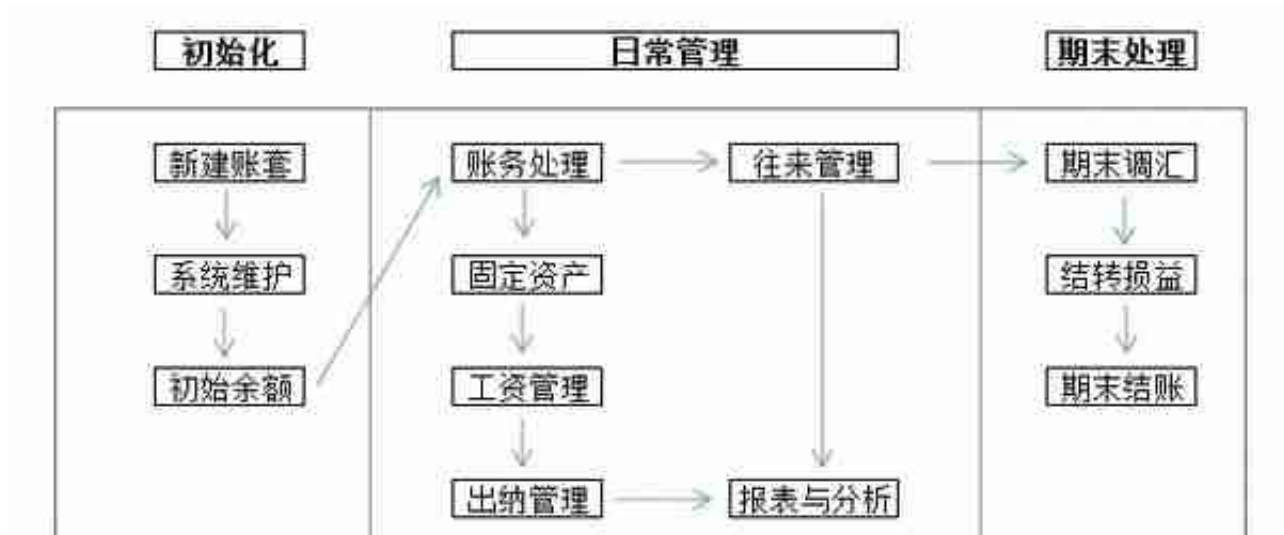 初始化
日常管理
期末处理
新建账套
账务处理
往来管理
期末调汇
系统维护
固定资产
结转损益
初始余额
工资管理
期末结账
出纳管理
报表与分析